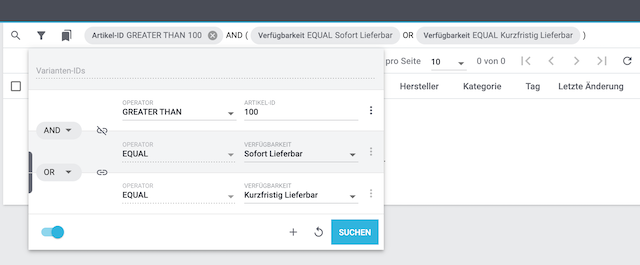 Artikel-ID GREATER THAN 100 AND ( Verfügbarkeit EQUAL Sofort Lieferbar OR Verfügbarkeit EQUAL Kurzfristig Lieferbar )
pro Seite 10 0 von 0
Varianten-IDs
Hersteller Kategorie Tag Letzte Änderung
OPERATOR ARTIKEL-ID
GREATER THAN 100
AND
OPERATOR VERFÜGBARKEIT
EQUAL Sofort Lieferbar
OR
OPERATOR VERFÜGBARKEIT
EQUAL Kurzfristig Lieferbar
SUCHEN